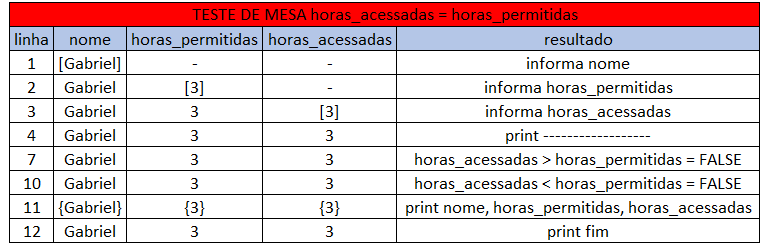 TESTE DE MESA horas_acessadas = horas_permitidas
linha nome horas_permitidas horas_acessadas resultado
1 [Gabriel] - - informa nome
2 Gabriel [3] - informa horas_permitidas
3 Gabriel 3 [3] informa horas_acessadas
4 Gabriel 3 3 print ------------------
7 Gabriel 3 3 horas_acessadas > horas_permitidas = FALSE
10 Gabriel 3 3 horas_acessadas < horas_permitidas = FALSE
11 {Gabriel} {3} {3} print nome, horas_permitidas, horas_acessadas
12 Gabriel 3 3 print fim